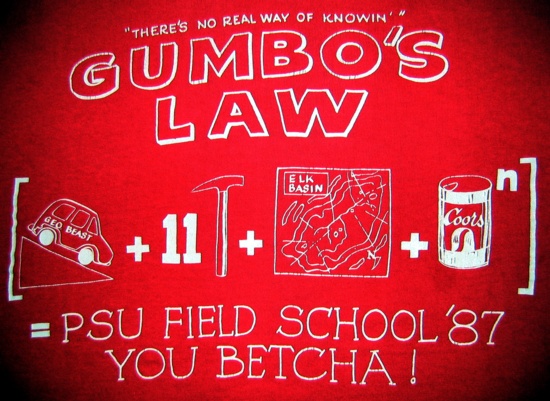 "THERE'S NO REAL WAY OF KNOWIN'"
GUMBO'S
LAW
[GEO BEAST + 11 + ELK BASIN N + Coors n]
= PSU FIELD SCHOOL '87
YOU BETCHA!